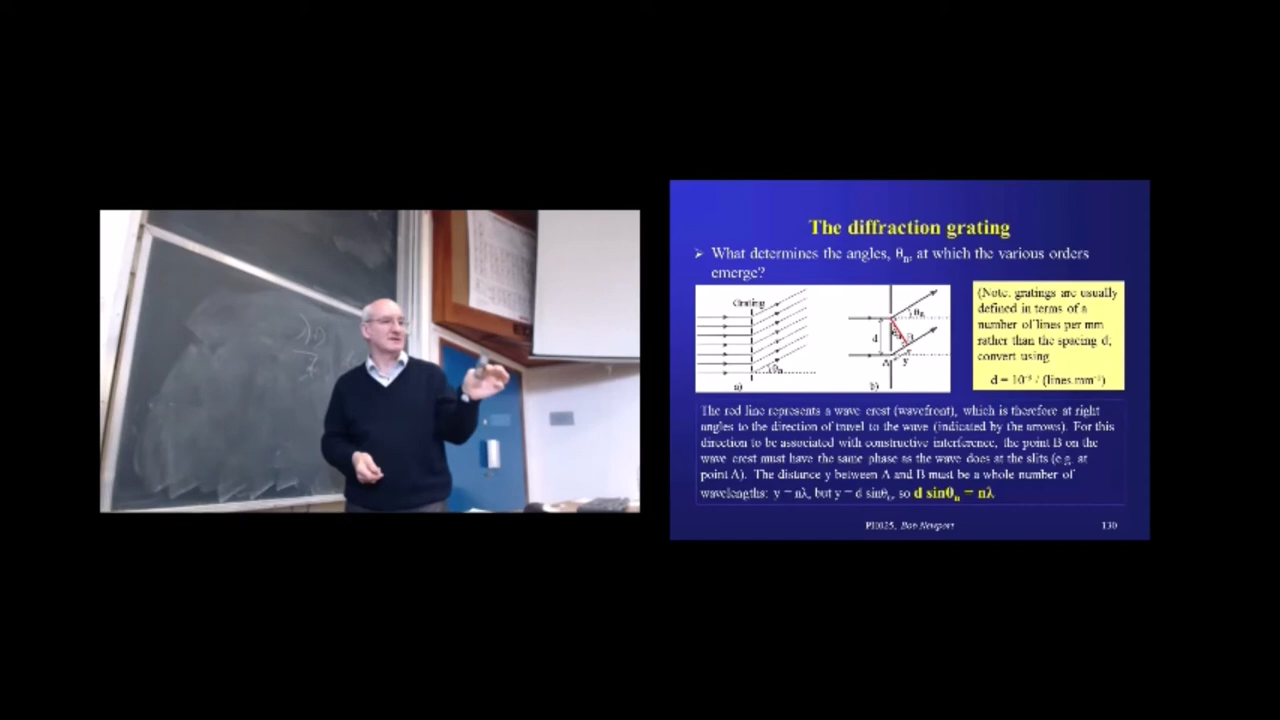 The diffraction grating
➢ What determines the angles, θn, at which the various orders
emerge?
Grating
θn
a)
d
θn
A
B
y
b)
(Note: gratings are usually
defined in terms of a
number of lines per mm
rather than the spacing d;
convert using
d = 10⁻³ / (lines.mm⁻¹)
The red line represents a wave crest (wavefront), which is therefore at right
angles to the direction of travel to the wave (indicated by the arrows). For this
direction to be associated with constructive interference, the point B on the
wave crest must have the same phase as the wave does at the slits (e.g. at
point A). The distance y between A and B must be a whole number of
wavelengths: y = nλ, but y = d sinθn, so d sinθn = nλ
PH025, Bob Newport
130